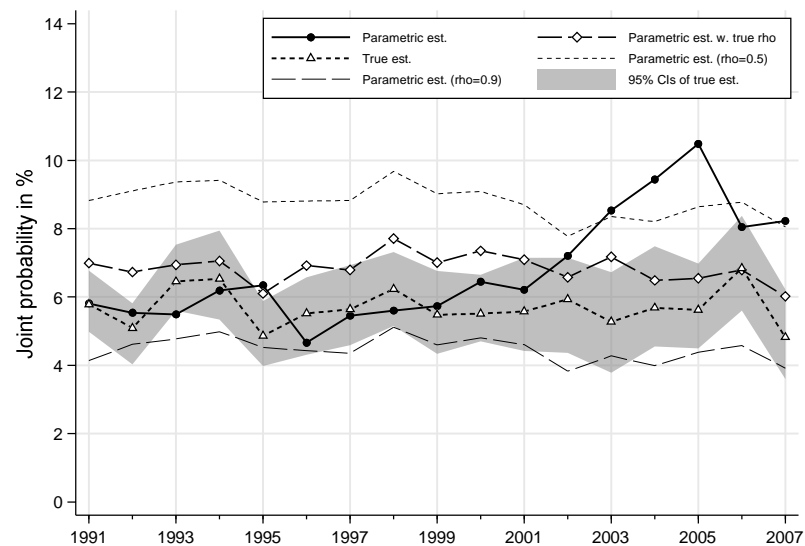 Parametric est.
Parametric est. w. true rho
True est.
Parametric est. (rho=0.5)
Parametric est. (rho=0.9)
95% CIs of true est.
Joint probability in %
14
12
10
8
6
4
2
0
1991 1993 1995 1997 1999 2001 2003 2005 2007